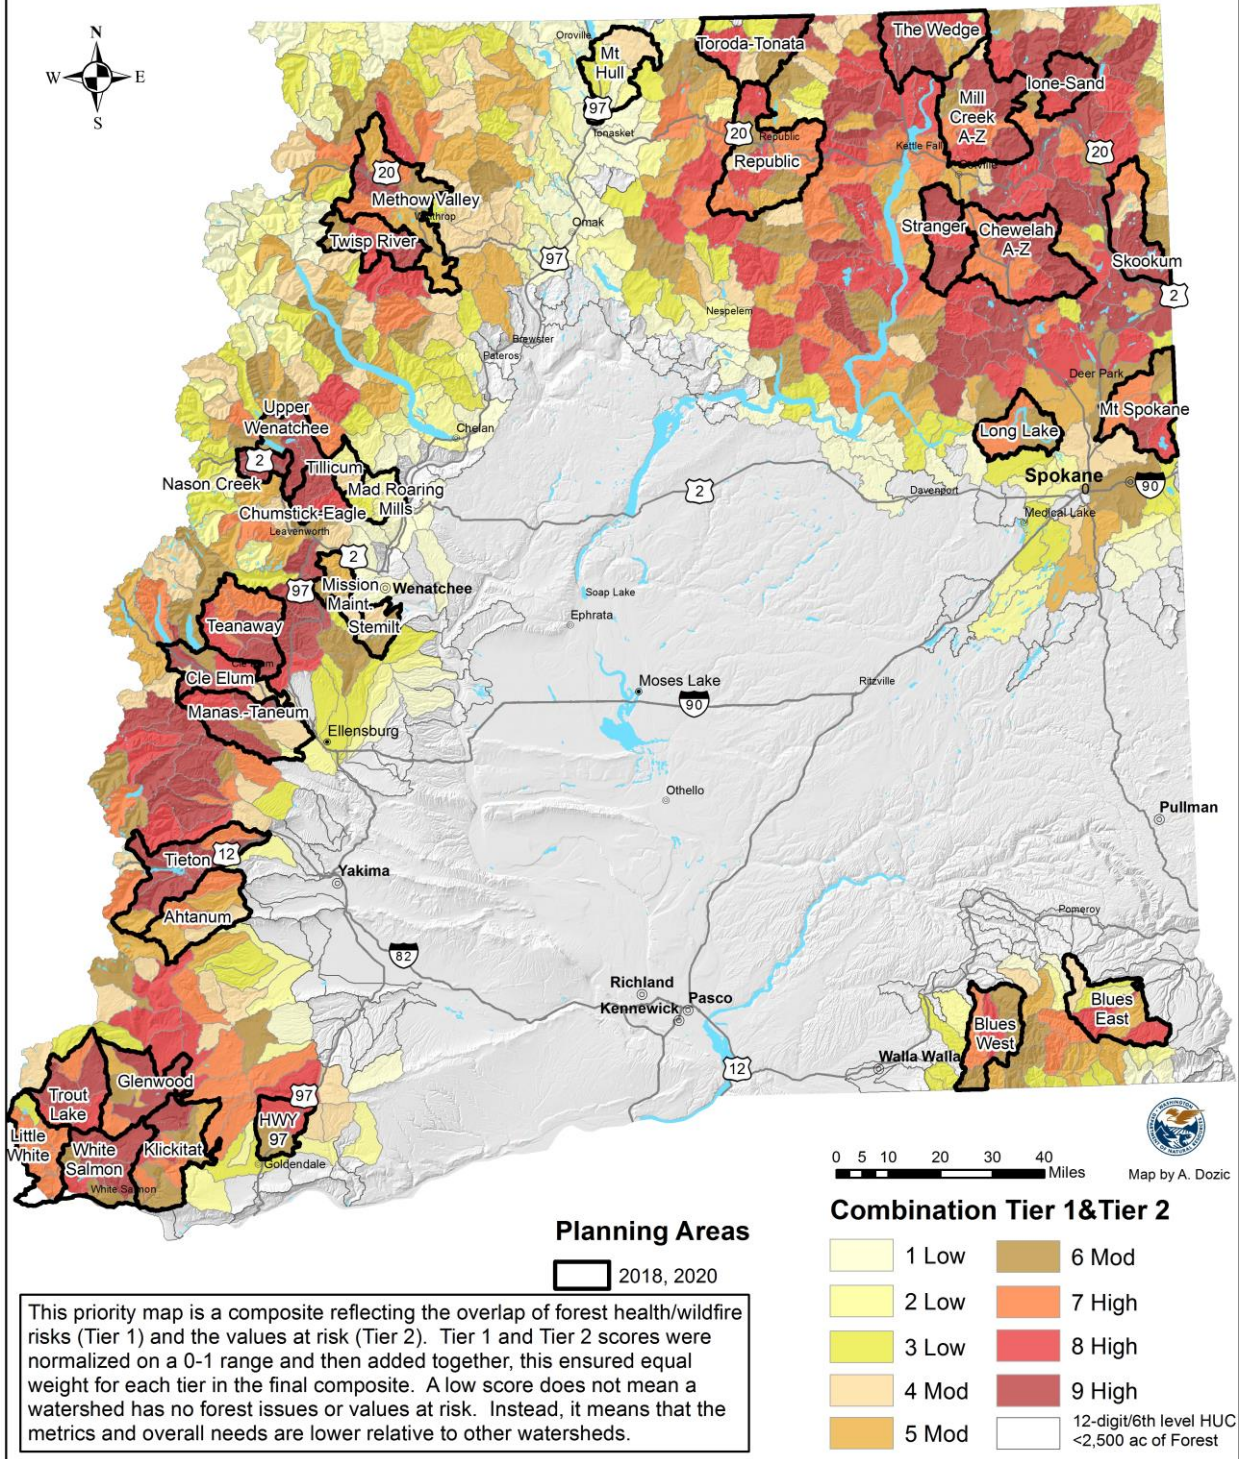 N
W E
S
Oroville
Mt
Hull
97
Tonasket
Toroda-Tonata
The Wedge
Ione-Sand
Mill
Creek
A-Z
20
Republic
Republic
Kettle Fall
20
20
Methow Valley
Winthrop
Twisp River
Omak
97
Stranger
Chewelah
A-Z
Skookum
2
Nespelem
Brewster
Pateros
Deer Park
Mt Spokane
Long Lake
Upper
Wenatchee
Chelan
2
Nason Creek
Tillicum
Mad Roaring
Mills
Chumstick-Eagle
Leavenworth
2
Davenport
Spokane
90
Medical Lake
2
97
Mission
Maint.
Wenatchee
Stemilt
Soap Lake
Ephrata
Teanaway
Cle Elum
Cle Elum
Manas.-Taneum
Moses Lake
90
Ritzville
Ellensburg
Othello
Pullman
Tieton
12
Yakima
Ahtanum
Pomeroy
82
Richland
Kennewick
Pasco
Blues
West
Blues
East
Walla Walla
12
Glenwood
Trout
Lake
97
HWY
97
Little
White
White
Salmon
Klickitat
Goldendale
White Salmon
0 5 10 20 30 40
Miles
Map by A. Dozic
Planning Areas
2018, 2020
Combination Tier 1&Tier 2
1 Low
2 Low
3 Low
4 Mod
5 Mod
6 Mod
7 High
8 High
9 High
12-digit/6th level HUC
<2,500 ac of Forest
This priority map is a composite reflecting the overlap of forest health/wildfire
risks (Tier 1) and the values at risk (Tier 2). Tier 1 and Tier 2 scores were
normalized on a 0-1 range and then added together, this ensured equal
weight for each tier in the final composite. A low score does not mean a
watershed has no forest issues or values at risk. Instead, it means that the
metrics and overall needs are lower relative to other watersheds.